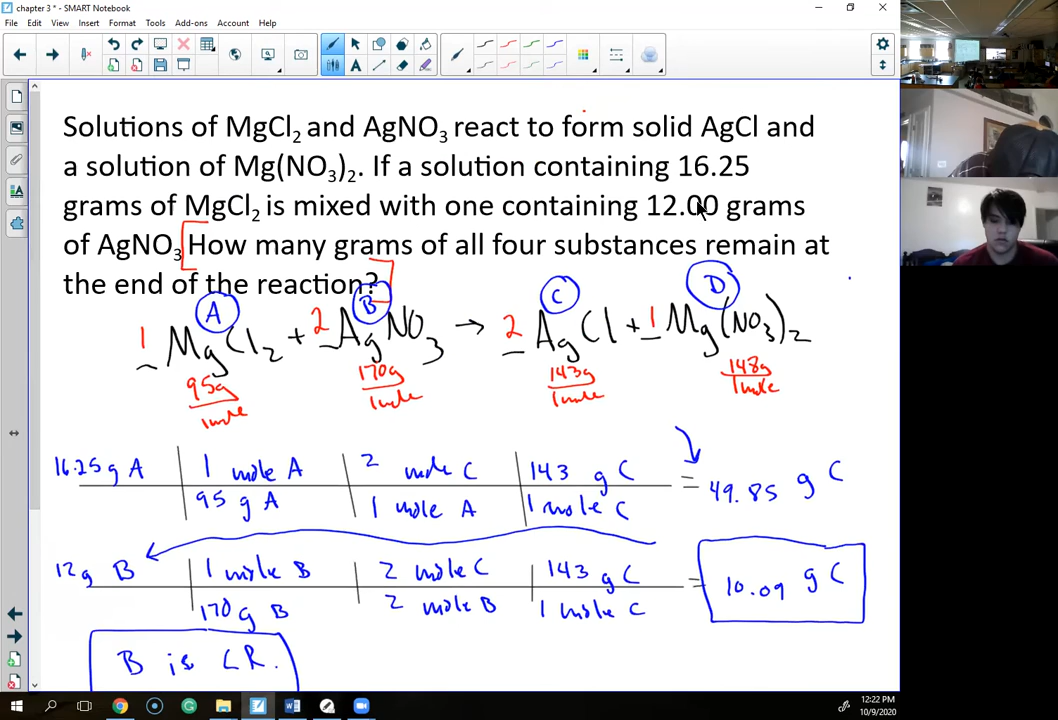 chapter 3 * - SMART Notebook
File Edit View Insert Format Tools Add-ons Account Help
Solutions of MgCl₂ and AgNO₃ react to form solid AgCl and
a solution of Mg(NO₃)₂. If a solution containing 16.25
grams of MgCl₂ is mixed with one containing 12.00 grams
of AgNO₃ How many grams of all four substances remain at
the end of the reaction?
A B C D
1 MgCl₂ + 2 AgNO₃ → 2 AgCl + 1 Mg(NO₃)₂
95g 170g 143g 148g
1mole 1mole 1mole 1mole
16.25 g A 1 mole A 2 mole C 143 g C = 49.85 g C
95 g A 1 mole A 1 mole C
12g B 1 mole B 2 mole C 143 g C = 10.09 g C
170 g B 2 mole B 1 mole C
B is LR.
12:22 PM
10/9/2020